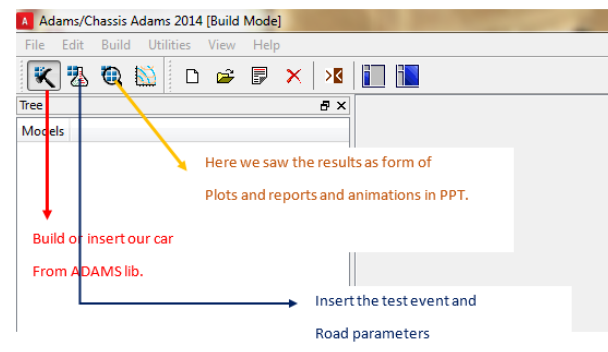 Adams/Chassis Adams 2014 [Build Mode]
File Edit Build Utilities View Help
Tree
Models
Here we saw the results as form of
Plots and reports and animations in PPT.
Build or insert our car
From ADAMS lib.
Insert the test event and
Road parameters